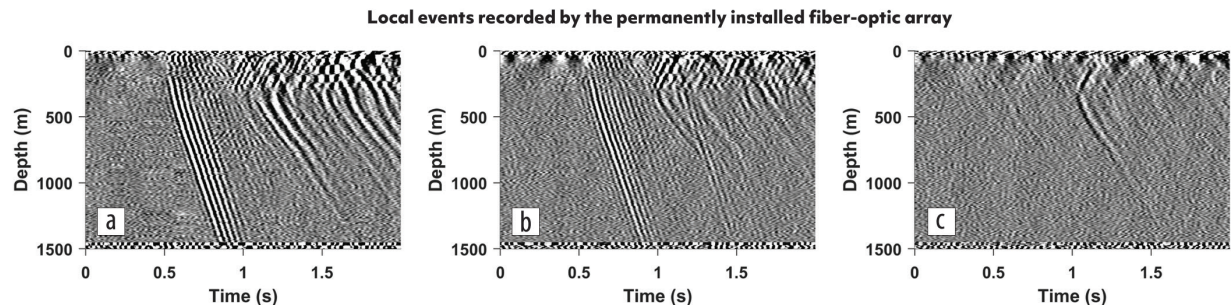 Local events recorded by the permanently installed fiber-optic array
0
500
1000
1500
Depth (m)
a
0 0.5 1 1.5
Time (s)
0
500
1000
1500
Depth (m)
b
0 0.5 1 1.5
Time (s)
0
500
1000
1500
Depth (m)
c
0 0.5 1 1.5
Time (s)